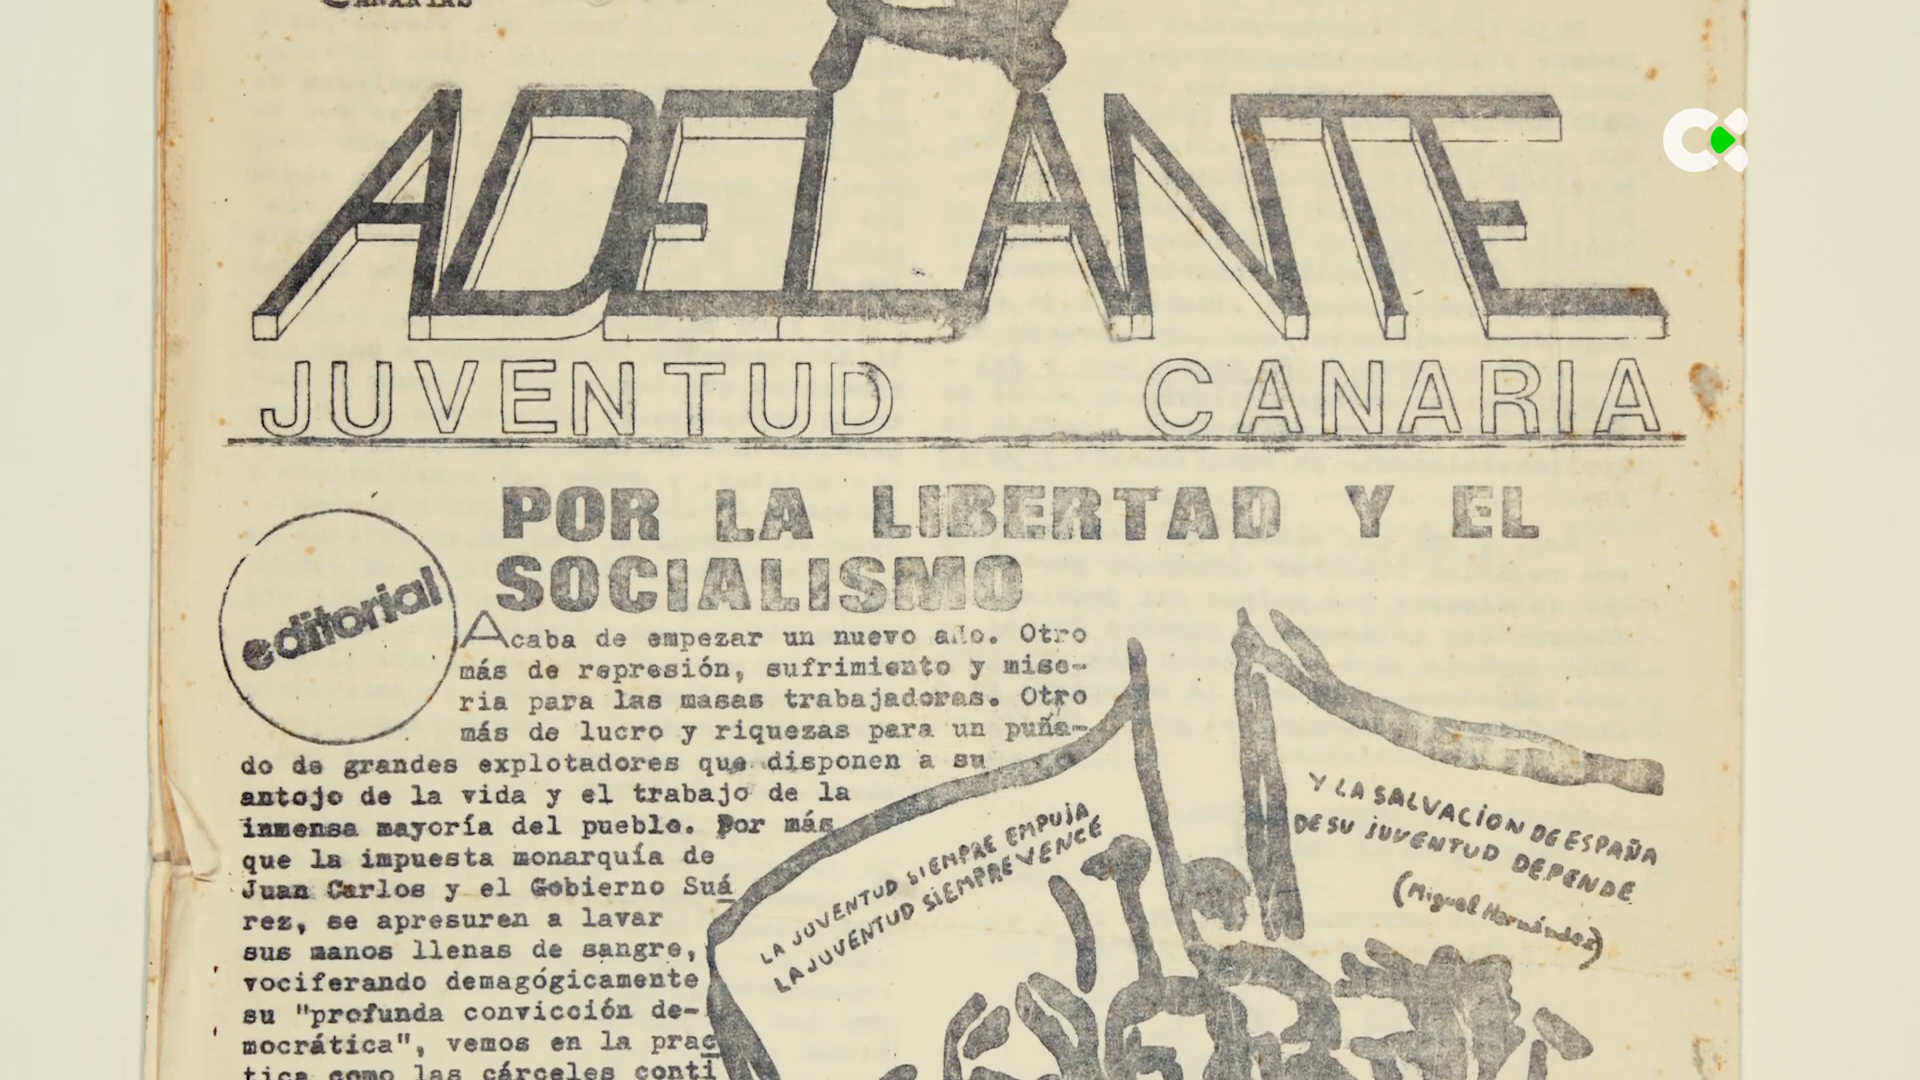 CANARIAS
ADELANTE
JUVENTUD CANARIA
POR LA LIBERTAD Y EL
SOCIALISMO
editorial
Acaba de empezar un nuevo año. Otro
más de represión, sufrimiento y mise-
ria para las masas trabajadoras. Otro
más de lucro y riquezas para un puña-
do de grandes explotadores que disponen a su
antojo de la vida y el trabajo de la
inmensa mayoría del pueblo. Por más
que la impuesta monarquía de
Juan Carlos y el Gobierno Suá
rez, se apresuren a lavar
sus manos llenas de sangre,
vociferando demagógicamente
su "profunda convicción de-
mocrática", vemos en la prac
tica como las cárceles conti
LA JUVENTUD SIEMPRE EMPUJA
LA JUVENTUD SIEMPRE VENCE
Y LA SALVACIÓN DE ESPAÑA
DE SU JUVENTUD DEPENDE
(Miguel Hernández)